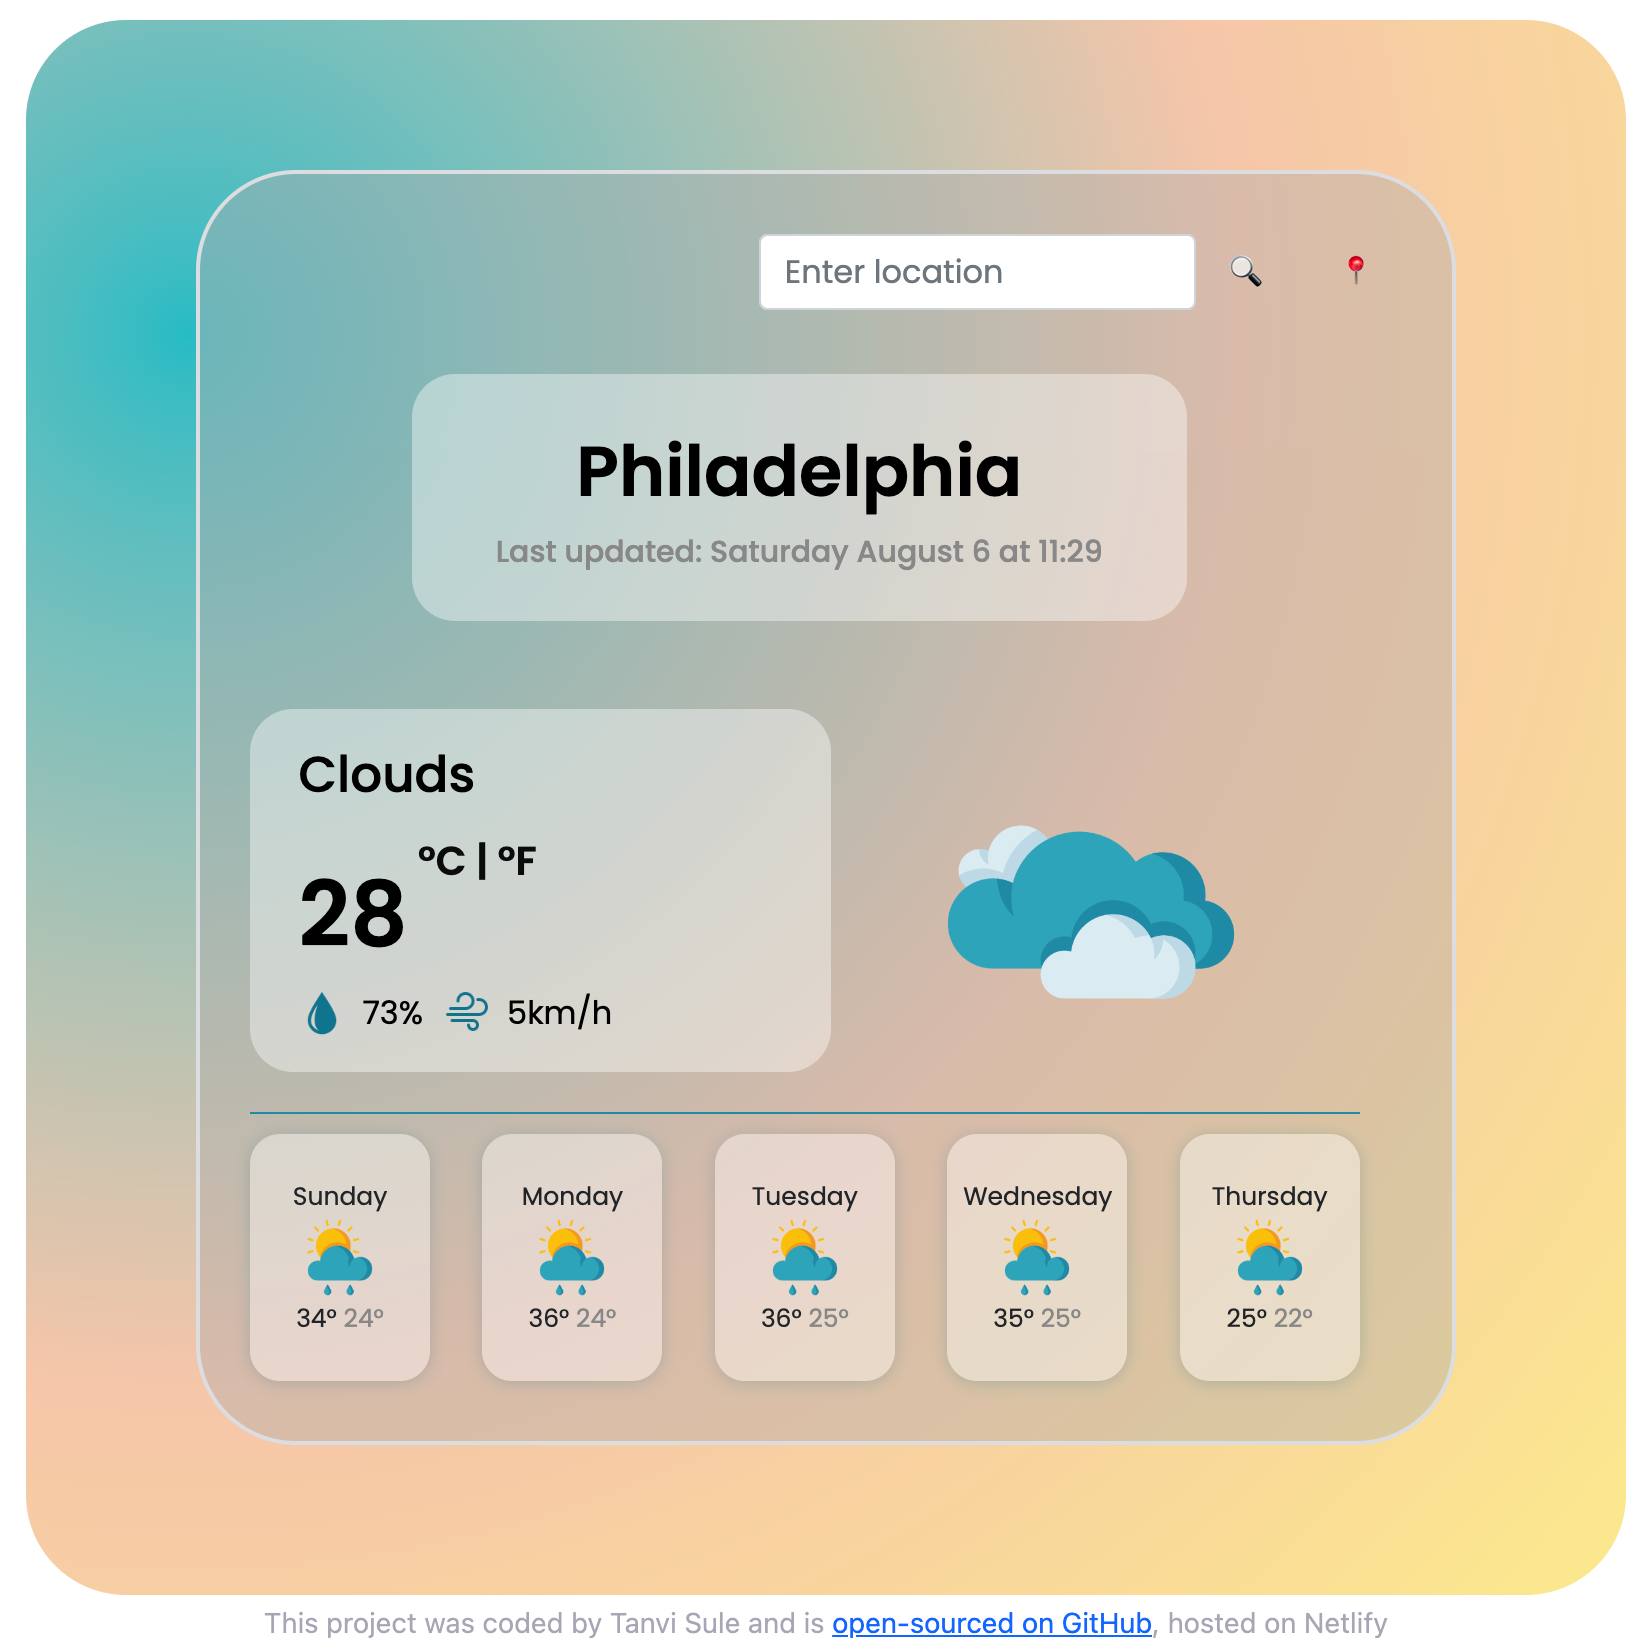 Enter location
Philadelphia
Last updated: Saturday August 6 at 11:29
Clouds
28 °C | °F
73% 5km/h
Sunday Monday Tuesday Wednesday Thursday
34° 24° 36° 24° 36° 25° 35° 25° 25° 22°
This project was coded by Tanvi Sule and is open-sourced on GitHub, hosted on Netlify